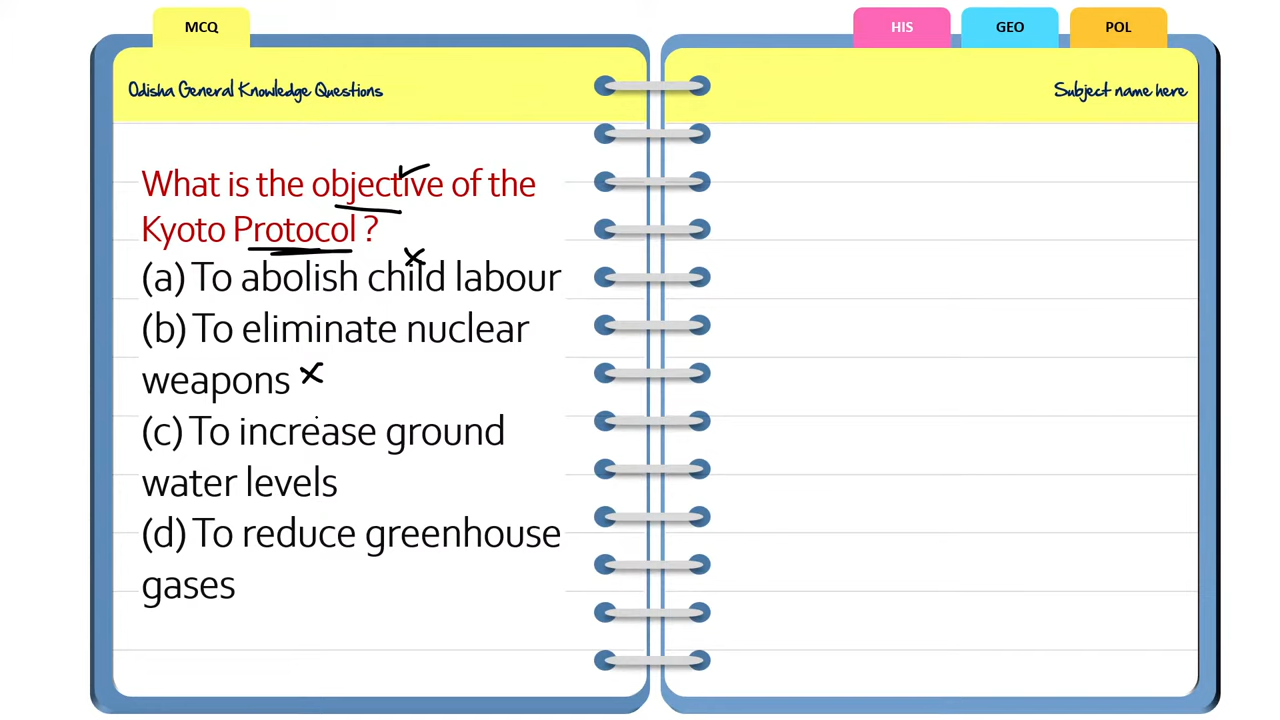 MCQ
HIS GEO POL
Odisha General Knowledge Questions
Subject name here
What is the objective of the
Kyoto Protocol ?
(a) To abolish child labour
(b) To eliminate nuclear
weapons
(c) To increase ground
water levels
(d) To reduce greenhouse
gases